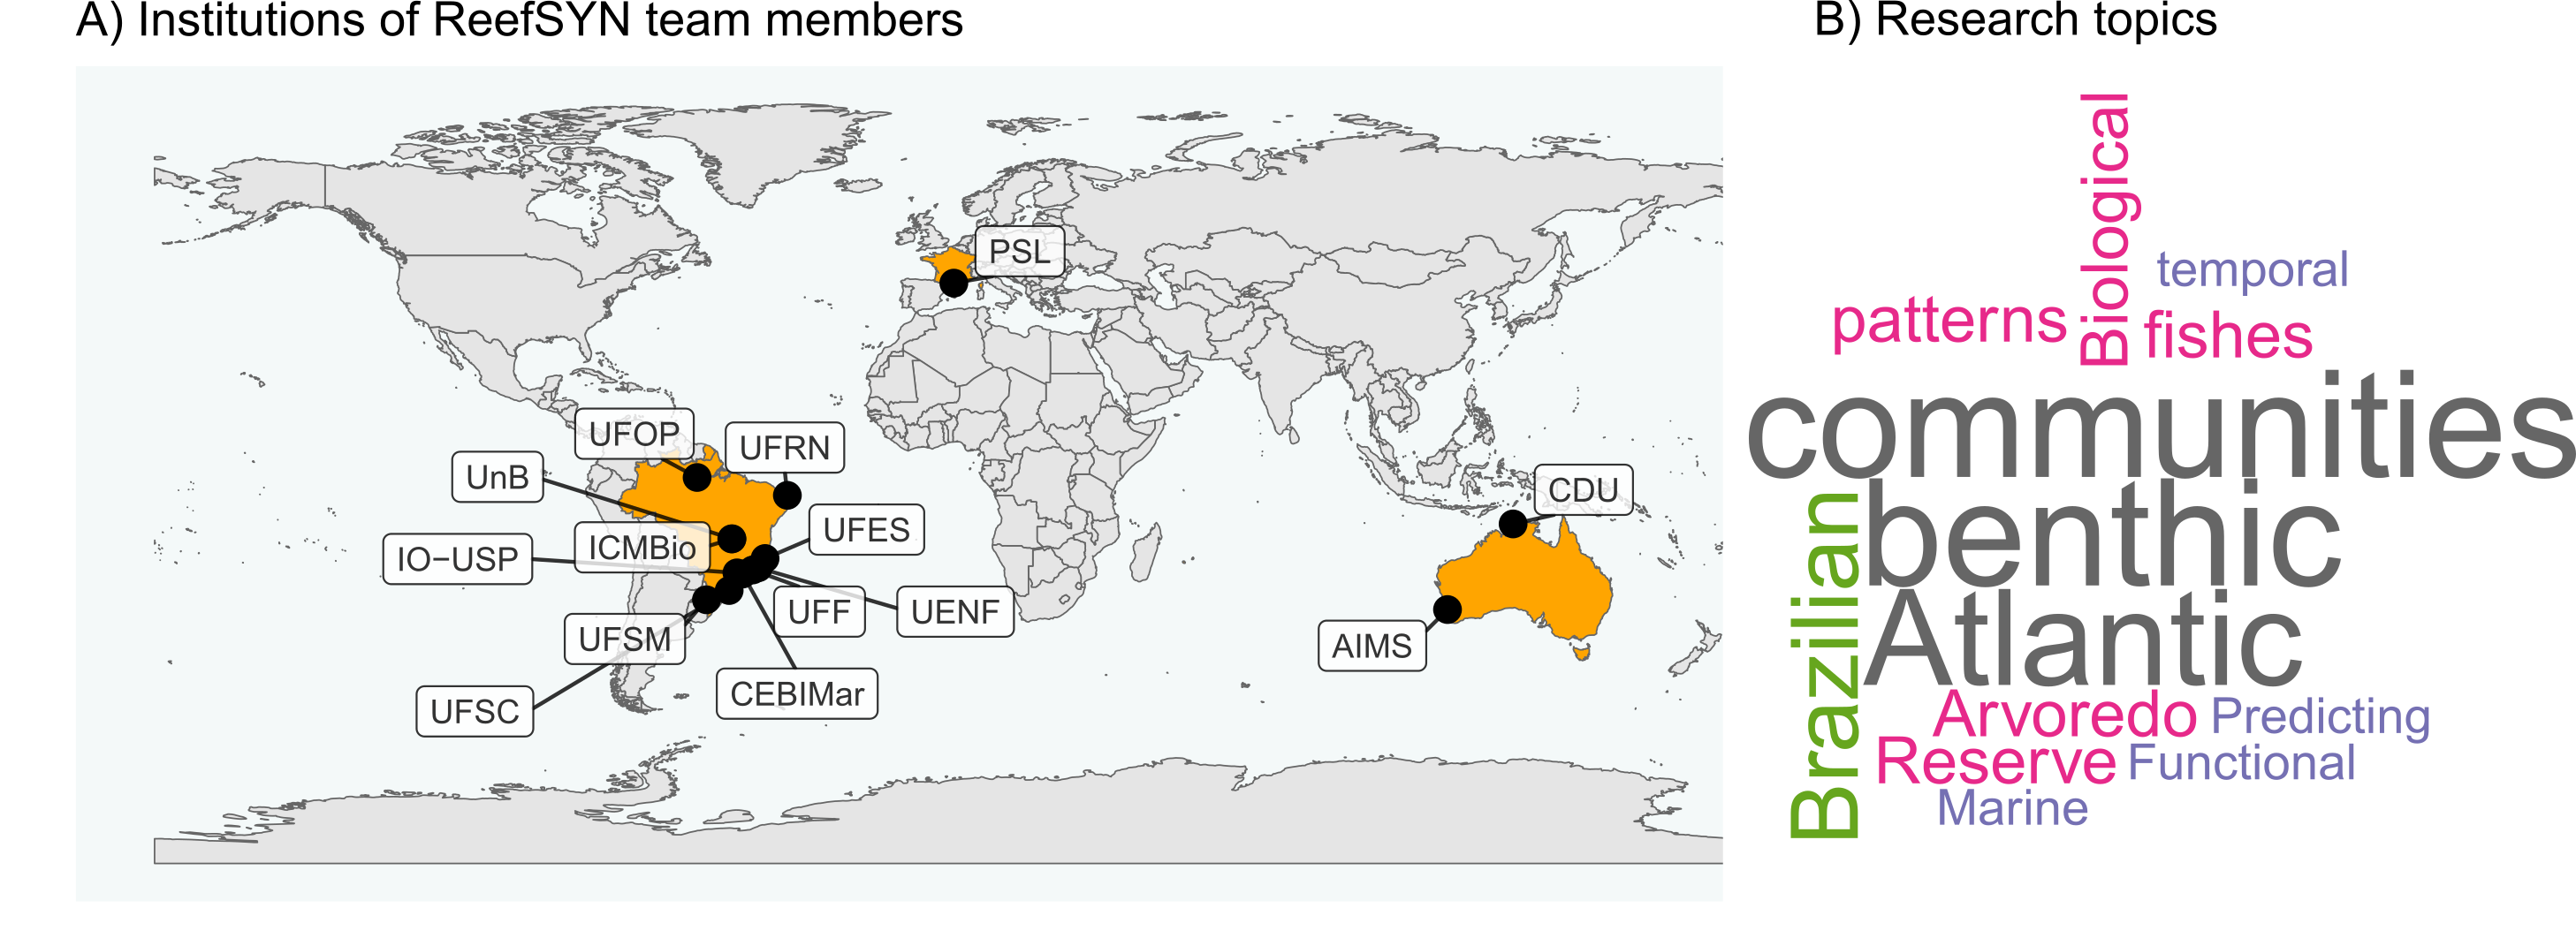 A) Institutions of ReefSYN team members
PSL
UFOP
UFRN
UnB
CDU
UFES
ICMBio
IO−USP
UFF
UENF
UFSM
AIMS
CEBIMar
UFSC
B) Research topics
Biological
temporal
patterns
fishes
communities
benthic
Brazilian
Atlantic
Arvoredo
Predicting
Reserve
Functional
Marine